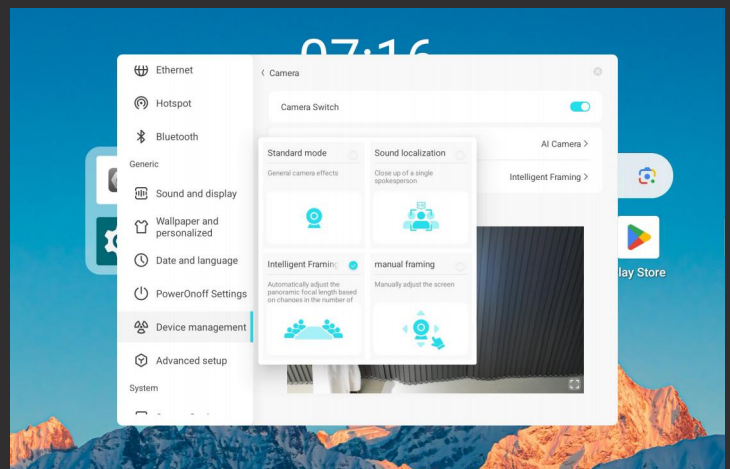 07:16
Ethernet
Hotspot
Bluetooth
Generic
Sound and display
Wallpaper and
personalized
Date and language
PowerOnoff Settings
Device management
Advanced setup
System
Camera
Camera Switch
AI Camera
Intelligent Framing
Standard mode
General camera effects
Sound localization
Close up of a single
spokesperson
Intelligent Framing
Automatically adjust the
panoramic focal length based
on changes in the number of
manual framing
Manually adjust the screen
lay Store